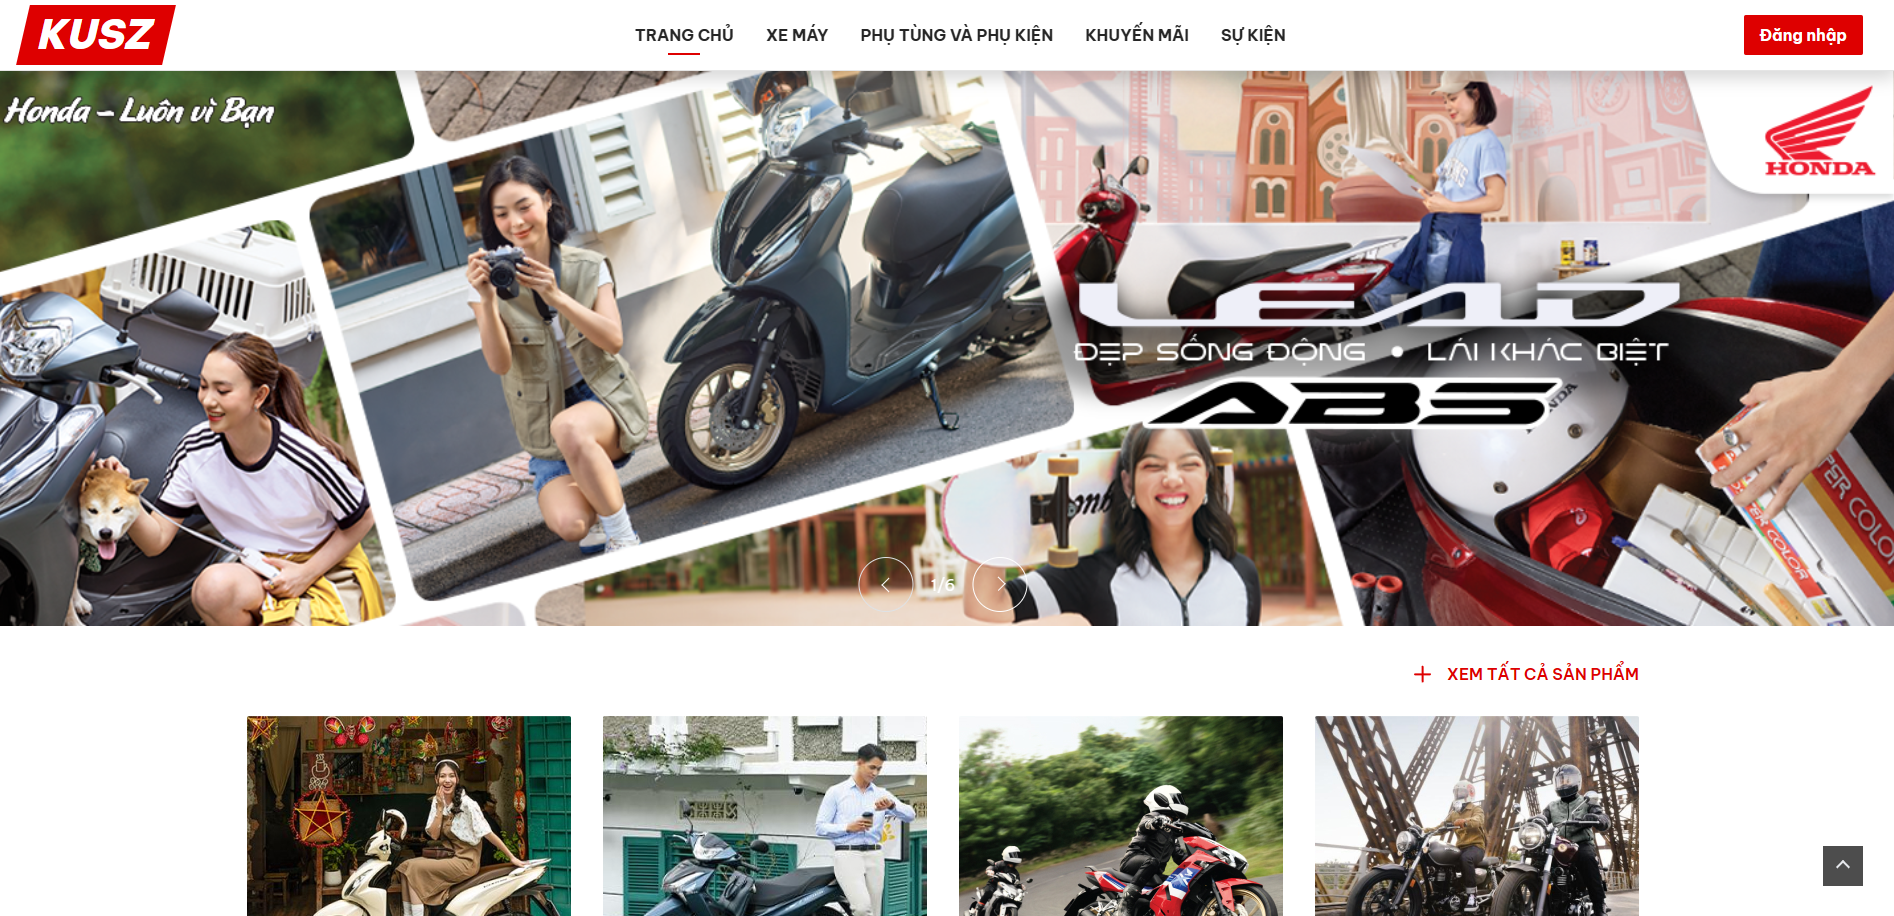 KUSZ
TRANG CHỦ XE MÁY PHỤ TÙNG VÀ PHỤ KIỆN KHUYẾN MÃI SỰ KIỆN
Đăng nhập
Honda – Luôn vì Bạn
HONDA
LEAD
ĐẸP SỐNG ĐỘNG • LÁI KHÁC BIỆT
ABS
1/6
XEM TẤT CẢ SẢN PHẨM